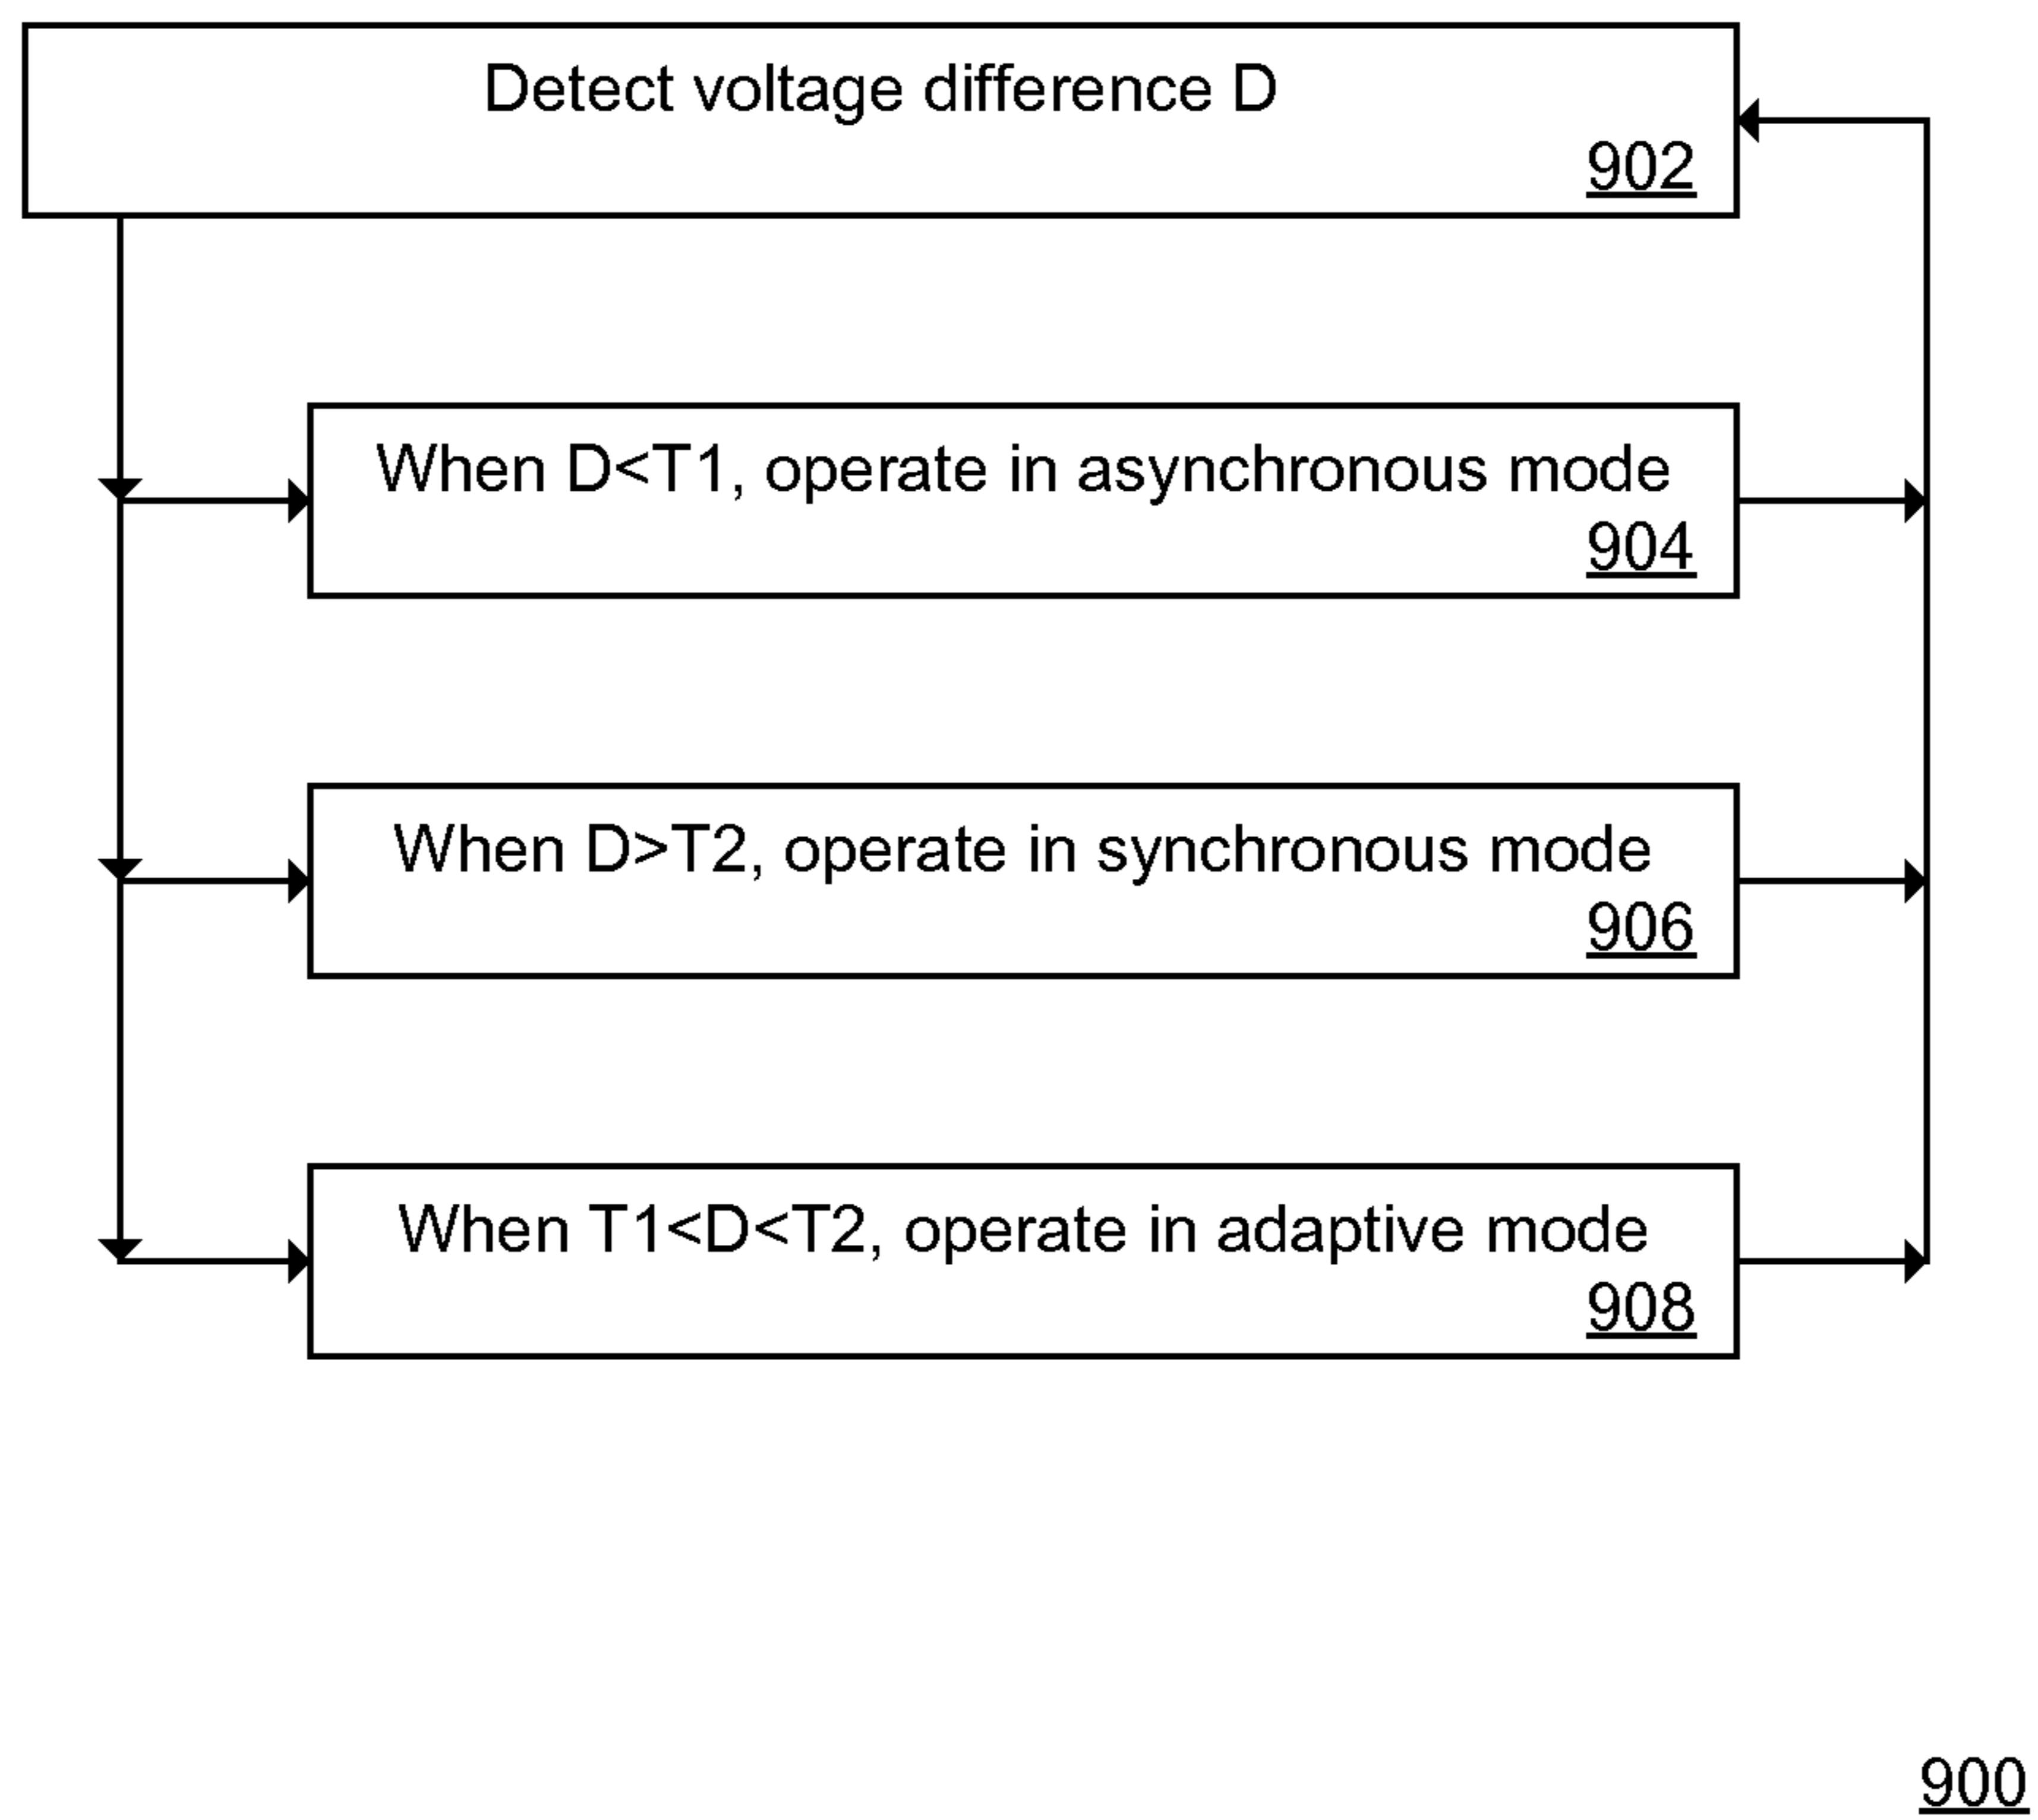 Detect voltage difference D
902
When D<T1, operate in asynchronous mode
904
When D>T2, operate in synchronous mode
906
When T1<D<T2, operate in adaptive mode
908
900